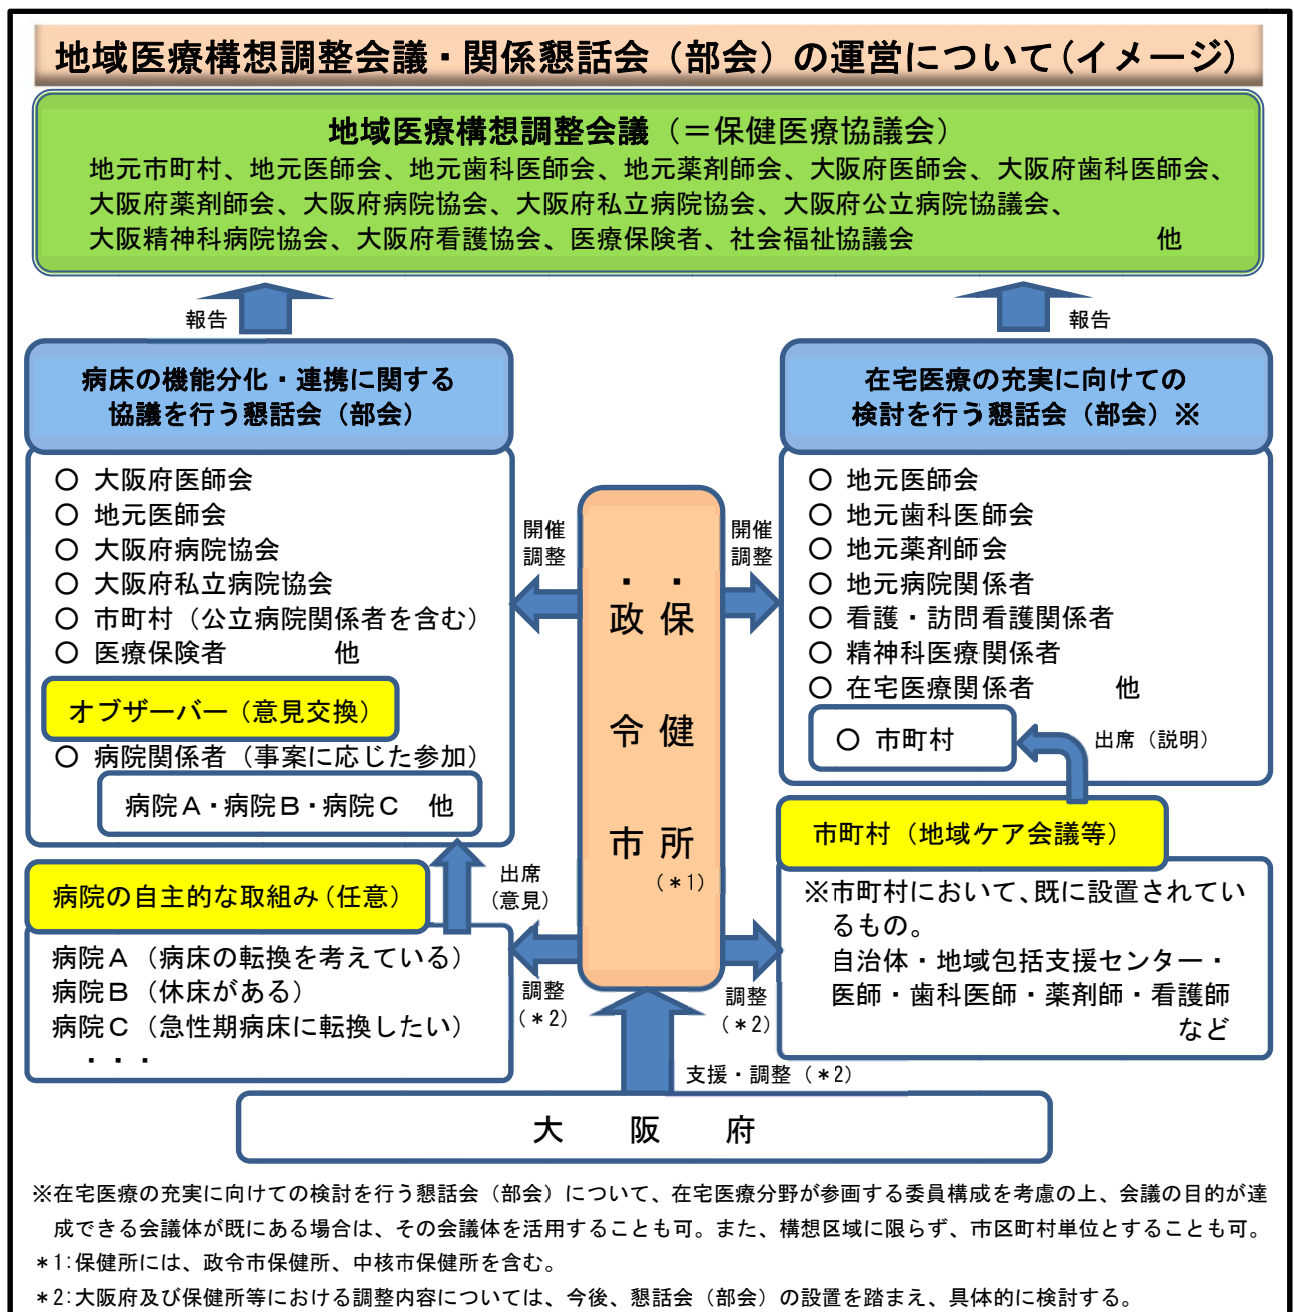 地域医療構想調整会議・関係懇話会（部会）の運営について（イメージ）
地域医療構想調整会議（＝保健医療協議会）
地元市町村、地元医師会、地元歯科医師会、地元薬剤師会、大阪府医師会、大阪府歯科医師会、
大阪府薬剤師会、大阪府病院協会、大阪府私立病院協会、大阪府公立病院協議会、
大阪精神科病院協会、大阪府看護協会、医療保険者、社会福祉協議会　他
報告
報告
病床の機能分化・連携に関する
協議を行う懇話会（部会）
〇 大阪府医師会
〇 地元医師会
〇 大阪府病院協会
〇 大阪府私立病院協会
〇 市町村（公立病院関係者を含む）
〇 医療保険者　他
オブザーバー（意見交換）
〇 病院関係者（事案に応じた参加）
病院Ａ・病院Ｂ・病院Ｃ　他
出席
（意見）
病院の自主的な取組み（任意）
病院Ａ（病床の転換を考えている）
病院Ｂ（休床がある）
病院Ｃ（急性期病床に転換したい）
・・・
開催
調整
調整
（＊2）
保健所・
政令市・
（＊1）
開催
調整
調整
（＊2）
在宅医療の充実に向けての
検討を行う懇話会（部会）※
〇 地元医師会
〇 地元歯科医師会
〇 地元薬剤師会
〇 地元病院関係者
〇 看護・訪問看護関係者
〇 精神科医療関係者
〇 在宅医療関係者　他
〇 市町村
出席（説明）
市町村（地域ケア会議等）
※市町村において、既に設置されてい
るもの。
自治体・地域包括支援センター・
医師・歯科医師・薬剤師・看護師
など
支援・調整（＊2）
大　阪　府
※在宅医療の充実に向けての検討を行う懇話会（部会）について、在宅医療分野が参画する委員構成を考慮の上、会議の目的が達
成できる会議体が既にある場合は、その会議体を活用することも可。また、構想区域に限らず、市区町村単位とすることも可。
＊1:保健所には、政令市保健所、中核市保健所を含む。
＊2:大阪府及び保健所等における調整内容については、今後、懇話会（部会）の設置を踏まえ、具体的に検討する。